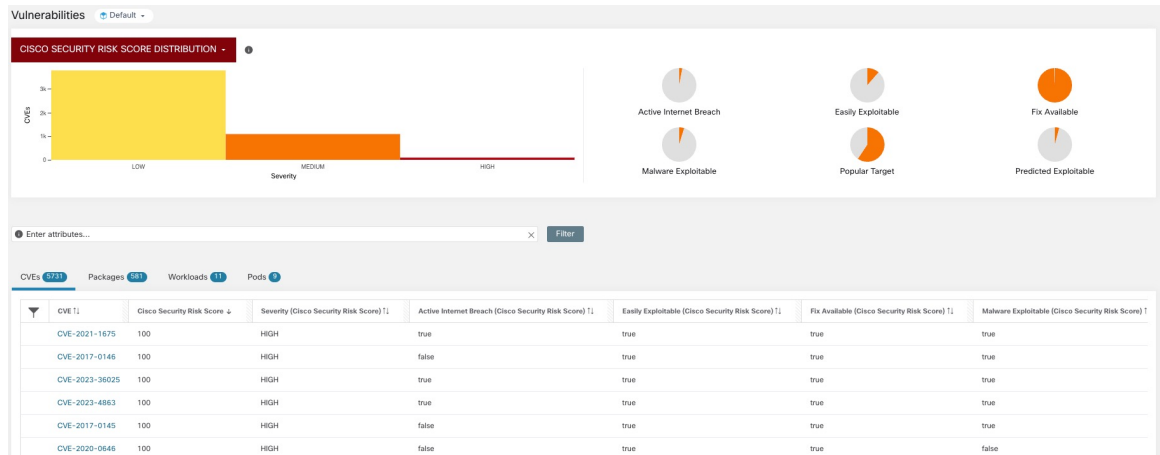 Vulnerabilities Default
CISCO SECURITY RISK SCORE DISTRIBUTION
CVEs
3k
2k
1k
0
LOW MEDIUM HIGH
Severity
Active Internet Breach Easily Exploitable Fix Available
Malware Exploitable Popular Target Predicted Exploitable
Enter attributes... Filter
CVEs 5731 Packages 581 Workloads 11 Pods 9
CVE Cisco Security Risk Score Severity (Cisco Security Risk Score) Active Internet Breach (Cisco Security Risk Score) Easily Exploitable (Cisco Security Risk Score) Fix Available (Cisco Security Risk Score) Malware Exploitable (Cisco Security Risk Score)
CVE-2021-1675 100 HIGH true true true true
CVE-2017-0146 100 HIGH false true true true
CVE-2023-36025 100 HIGH true true true true
CVE-2023-4863 100 HIGH true true true true
CVE-2017-0145 100 HIGH false true true true
CVE-2020-0646 100 HIGH false true true false